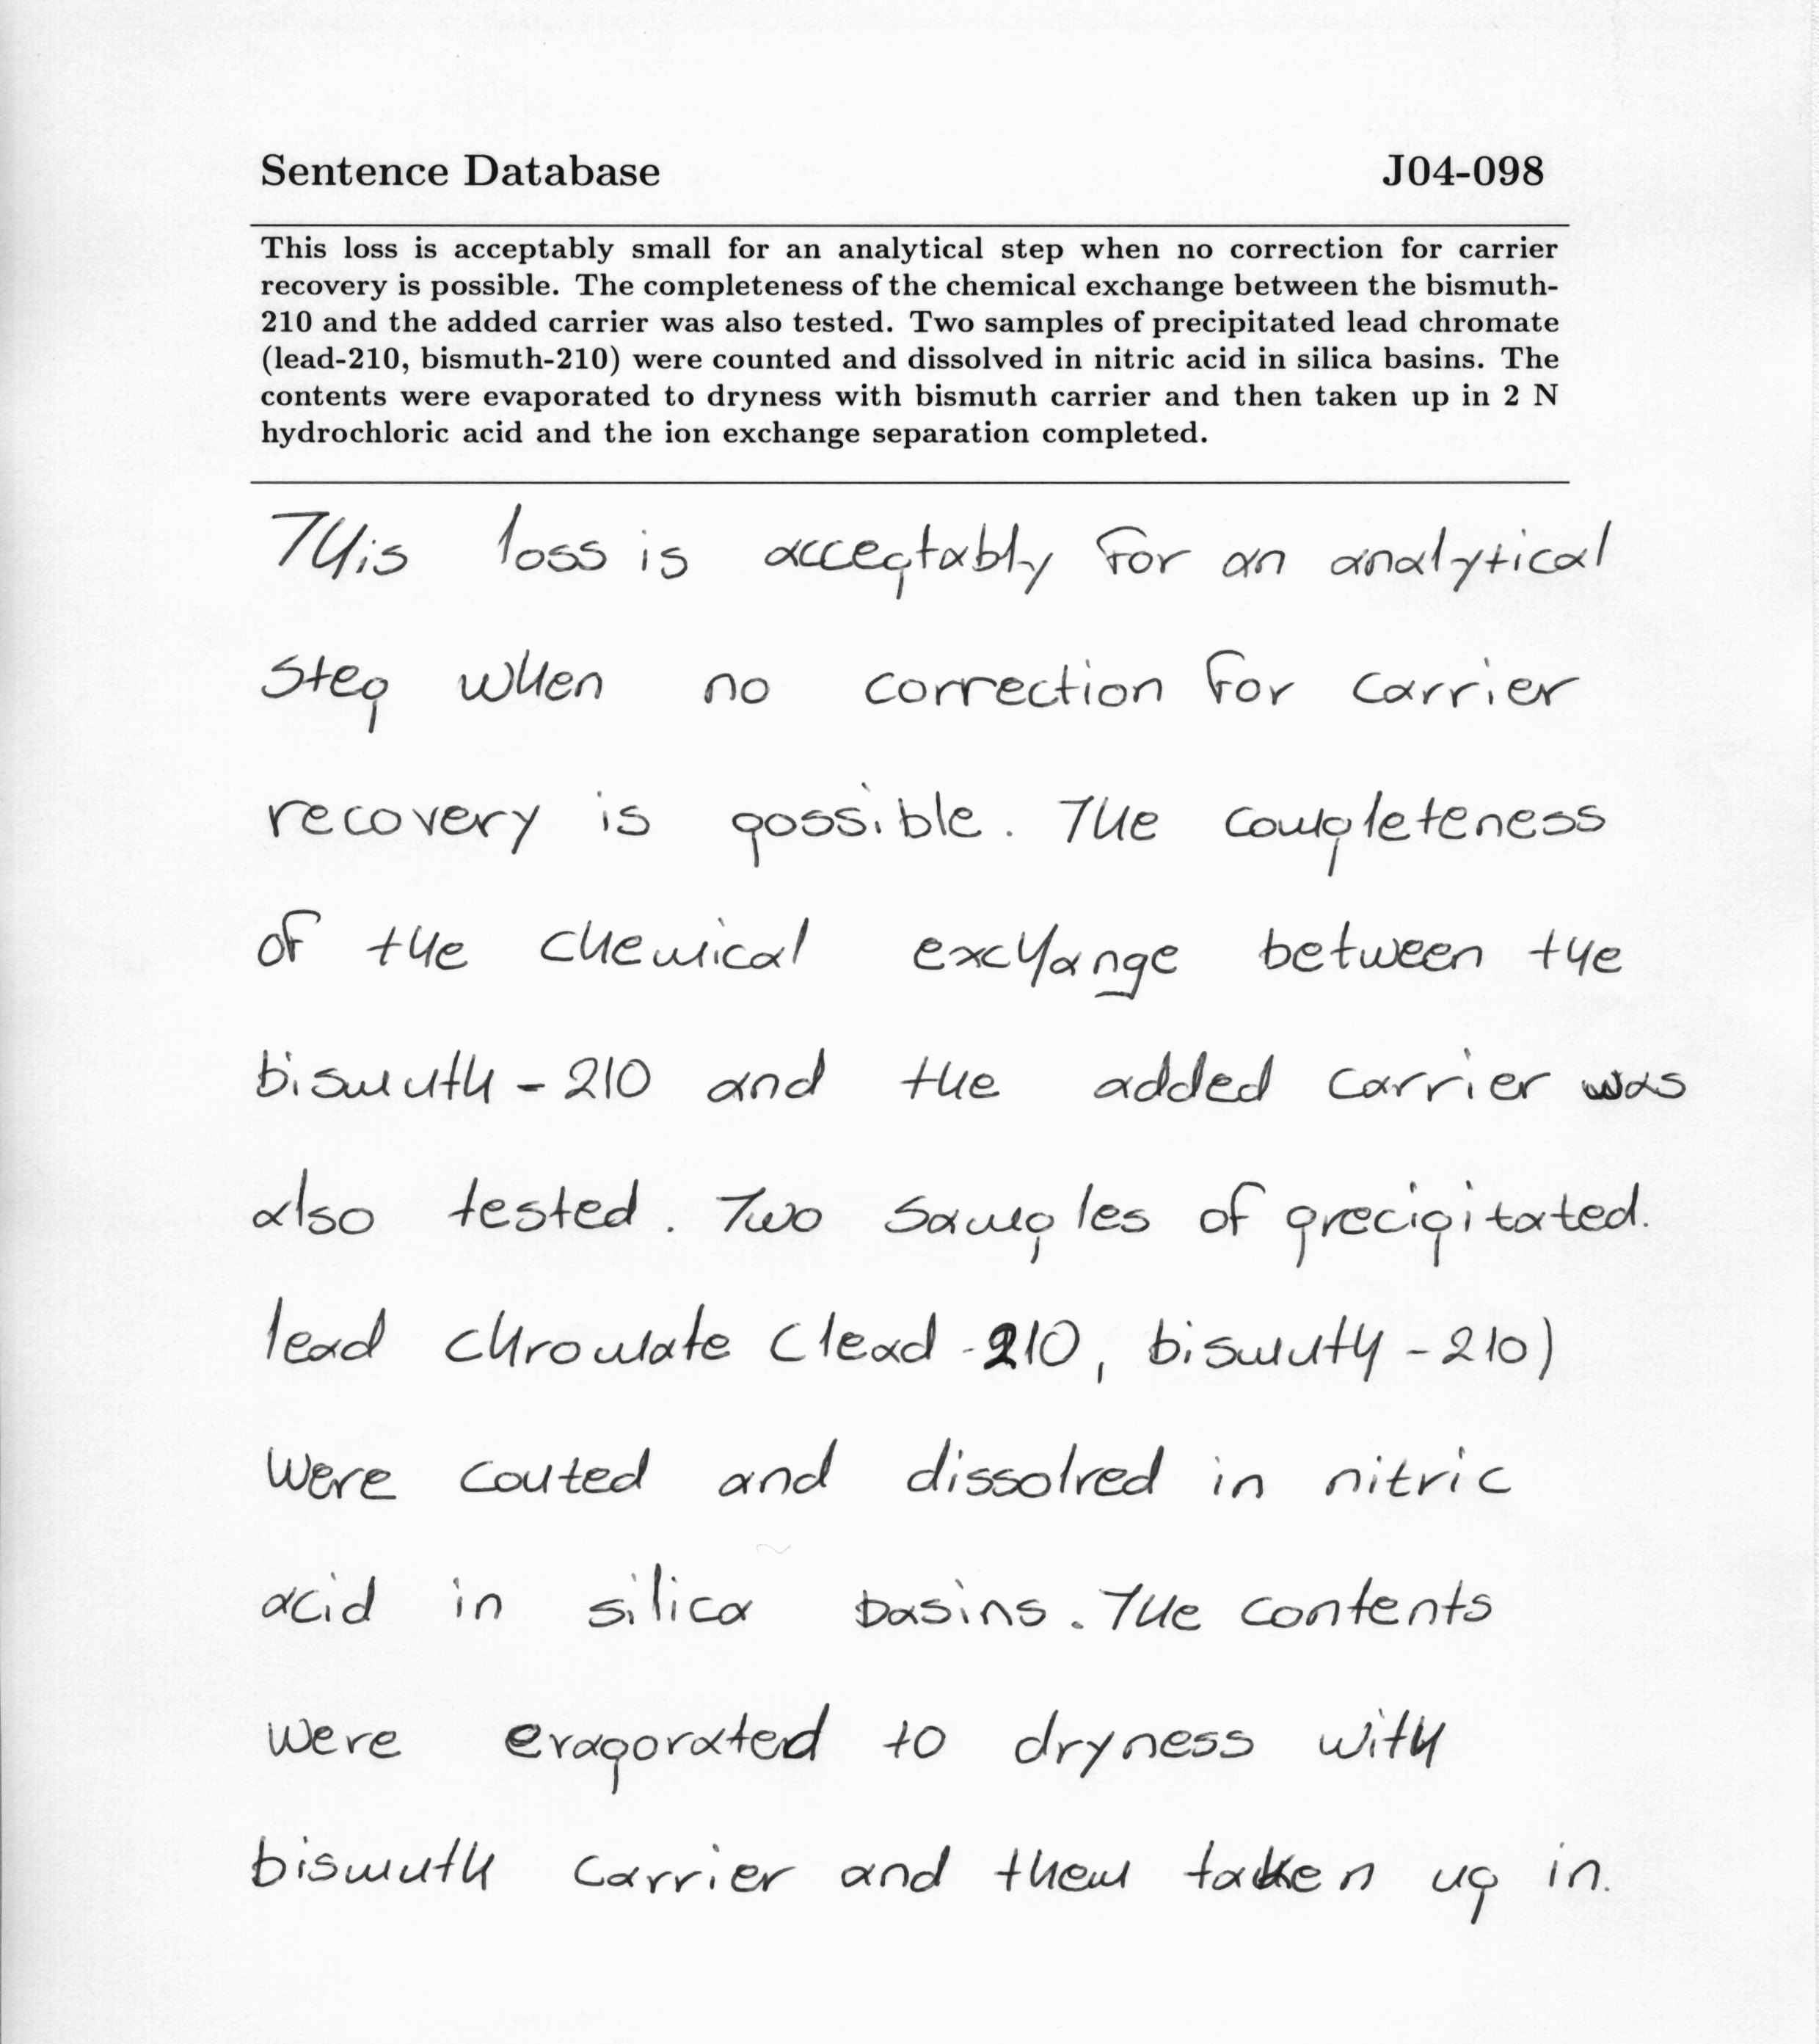 Sentence Database J04-098
This loss is acceptably small for an analytical step when no correction for carrier
recovery is possible. The completeness of the chemical exchange between the bismuth-
210 and the added carrier was also tested. Two samples of precipitated lead chromate
(lead-210, bismuth-210) were counted and dissolved in nitric acid in silica basins. The
contents were evaporated to dryness with bismuth carrier and then taken up in 2 N
hydrochloric acid and the ion exchange separation completed.
This loss is acceptably for an analytical
step when no correction for carrier
recovery is possible. The completeness
of the chemical exchange between the
bismuth-210 and the added carrier was
also tested. Two samples of precipitated.
lead chromate (lead-210, bismuth-210)
were couted and dissolved in nitric
acid in silica basins. The contents
were evaporated to dryness with
bismuth carrier and then taken up in.